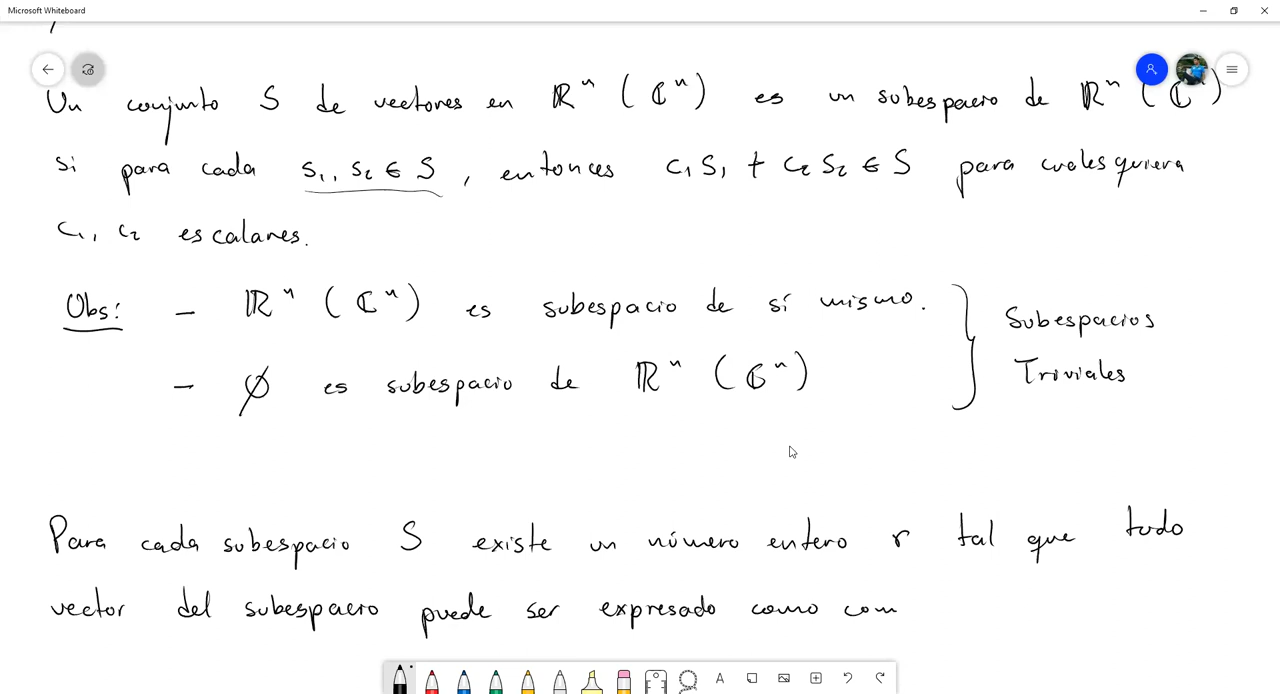 Microsoft Whiteboard
Un conjunto S de vectores en ℝⁿ (ℂⁿ) es un subespacio de ℝⁿ (ℂⁿ)
si para cada s₁, s₂ ∈ S, entonces c₁s₁ + c₂s₂ ∈ S para cualesquiera
c₁, c₂ escalares.
Obs: - ℝⁿ (ℂⁿ) es subespacio de sí mismo.
- ∅ es subespacio de ℝⁿ (ℂⁿ)
Subespacios
Triviales
Para cada subespacio S existe un número entero r tal que todo
vector del subespacio puede ser expresado como com